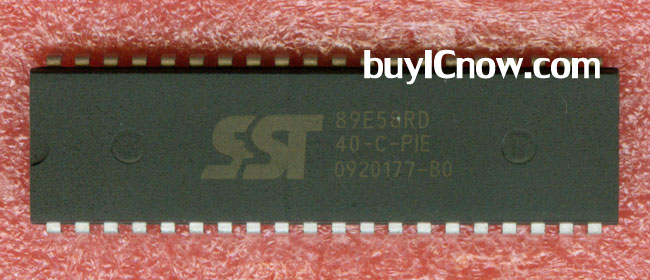 buyICnow.com
SST
89E58RD
40-C-PIE
0920177-B0